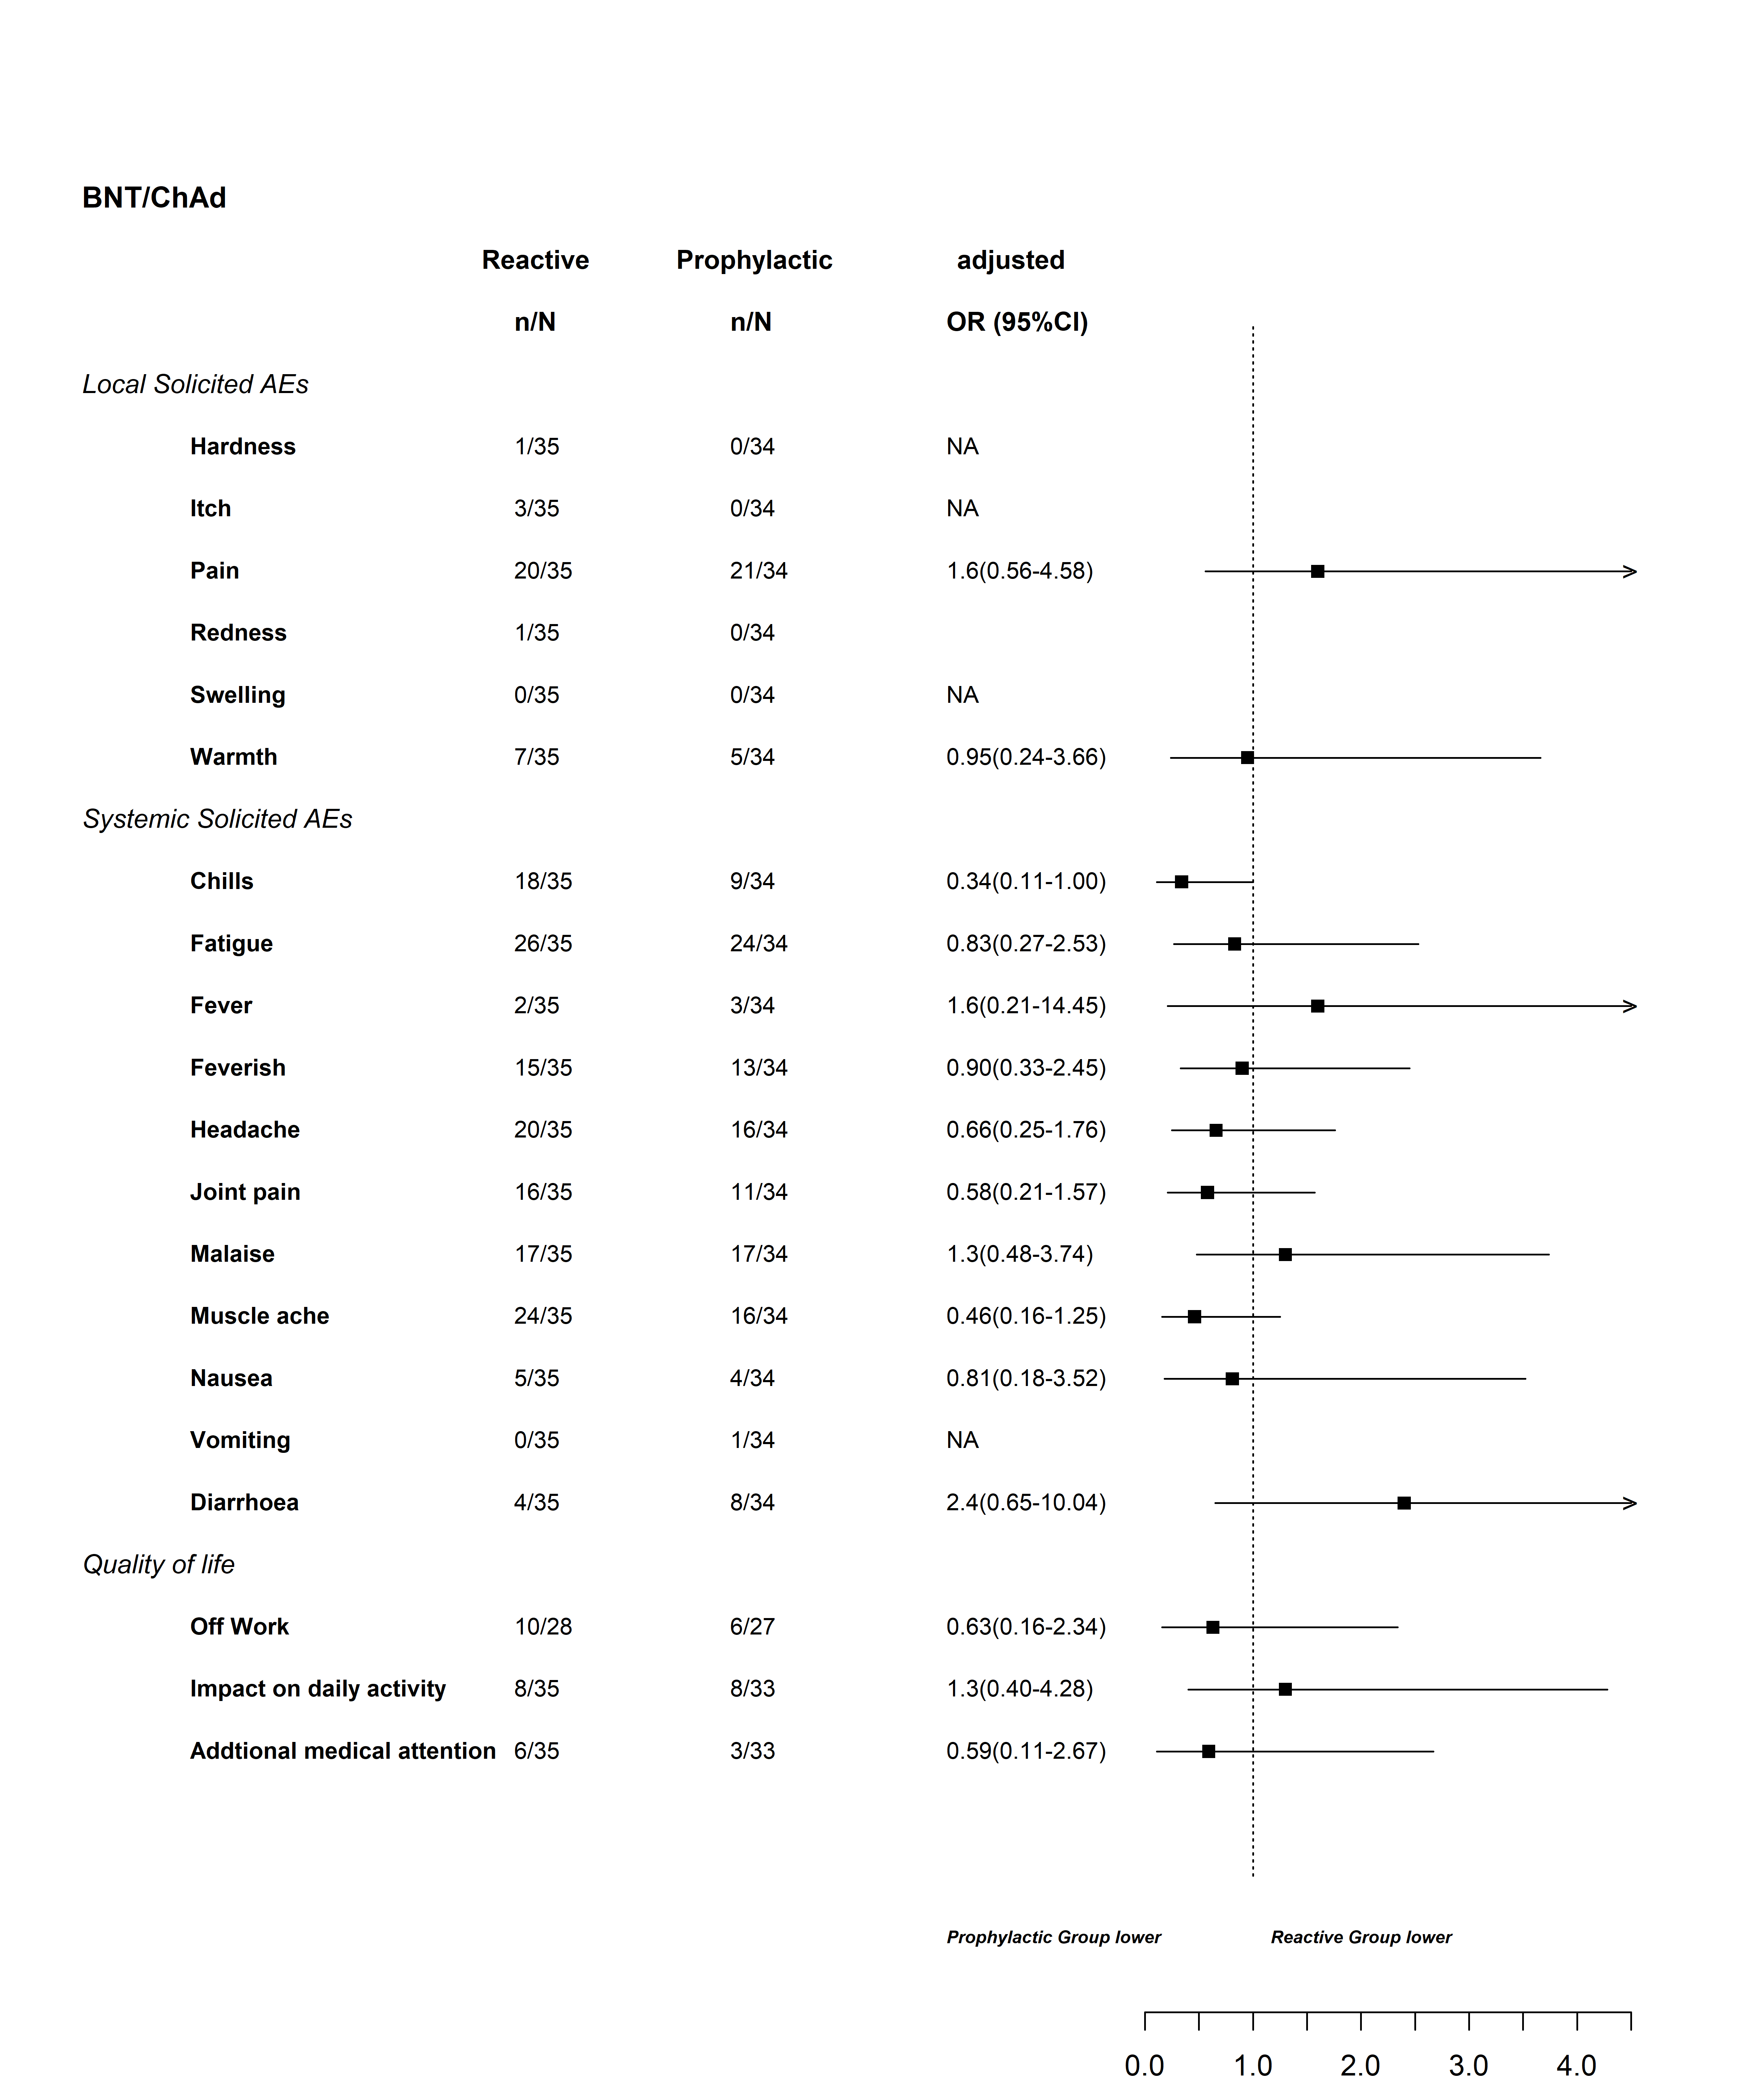 BNT/ChAd
Reactive Prophylactic adjusted
n/N n/N OR (95%CI)
Local Solicited AEs
Hardness 1/35 0/34 NA
Itch 3/35 0/34 NA
Pain 20/35 21/34 1.6(0.56-4.58)
Redness 1/35 0/34
Swelling 0/35 0/34 NA
Warmth 7/35 5/34 0.95(0.24-3.66)
Systemic Solicited AEs
Chills 18/35 9/34 0.34(0.11-1.00)
Fatigue 26/35 24/34 0.83(0.27-2.53)
Fever 2/35 3/34 1.6(0.21-14.45)
Feverish 15/35 13/34 0.90(0.33-2.45)
Headache 20/35 16/34 0.66(0.25-1.76)
Joint pain 16/35 11/34 0.58(0.21-1.57)
Malaise 17/35 17/34 1.3(0.48-3.74)
Muscle ache 24/35 16/34 0.46(0.16-1.25)
Nausea 5/35 4/34 0.81(0.18-3.52)
Vomiting 0/35 1/34 NA
Diarrhoea 4/35 8/34 2.4(0.65-10.04)
Quality of life
Off Work 10/28 6/27 0.63(0.16-2.34)
Impact on daily activity 8/35 8/33 1.3(0.40-4.28)
Addtional medical attention 6/35 3/33 0.59(0.11-2.67)
Prophylactic Group lower Reactive Group lower
0.0 1.0 2.0 3.0 4.0